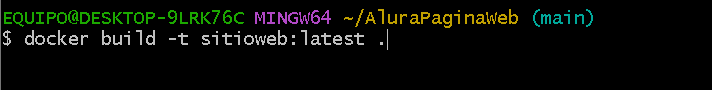 EQUIPO@DESKTOP-9LRK76C MINGW64 ~/AluraPaginaWeb (main)
$ docker build -t sitioweb:latest .